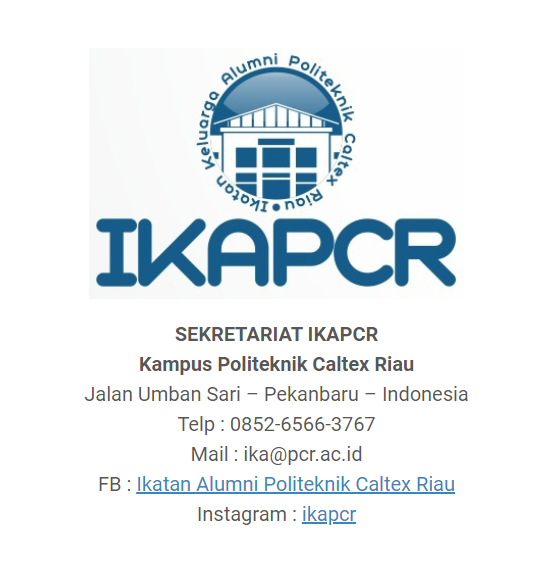 Ikatan Keluarga Alumni Politeknik Caltex Riau
IKAPCR
SEKRETARIAT IKAPCR
Kampus Politeknik Caltex Riau
Jalan Umban Sari – Pekanbaru – Indonesia
Telp : 0852-6566-3767
Mail : ika@pcr.ac.id
FB : Ikatan Alumni Politeknik Caltex Riau
Instagram : ikapcr